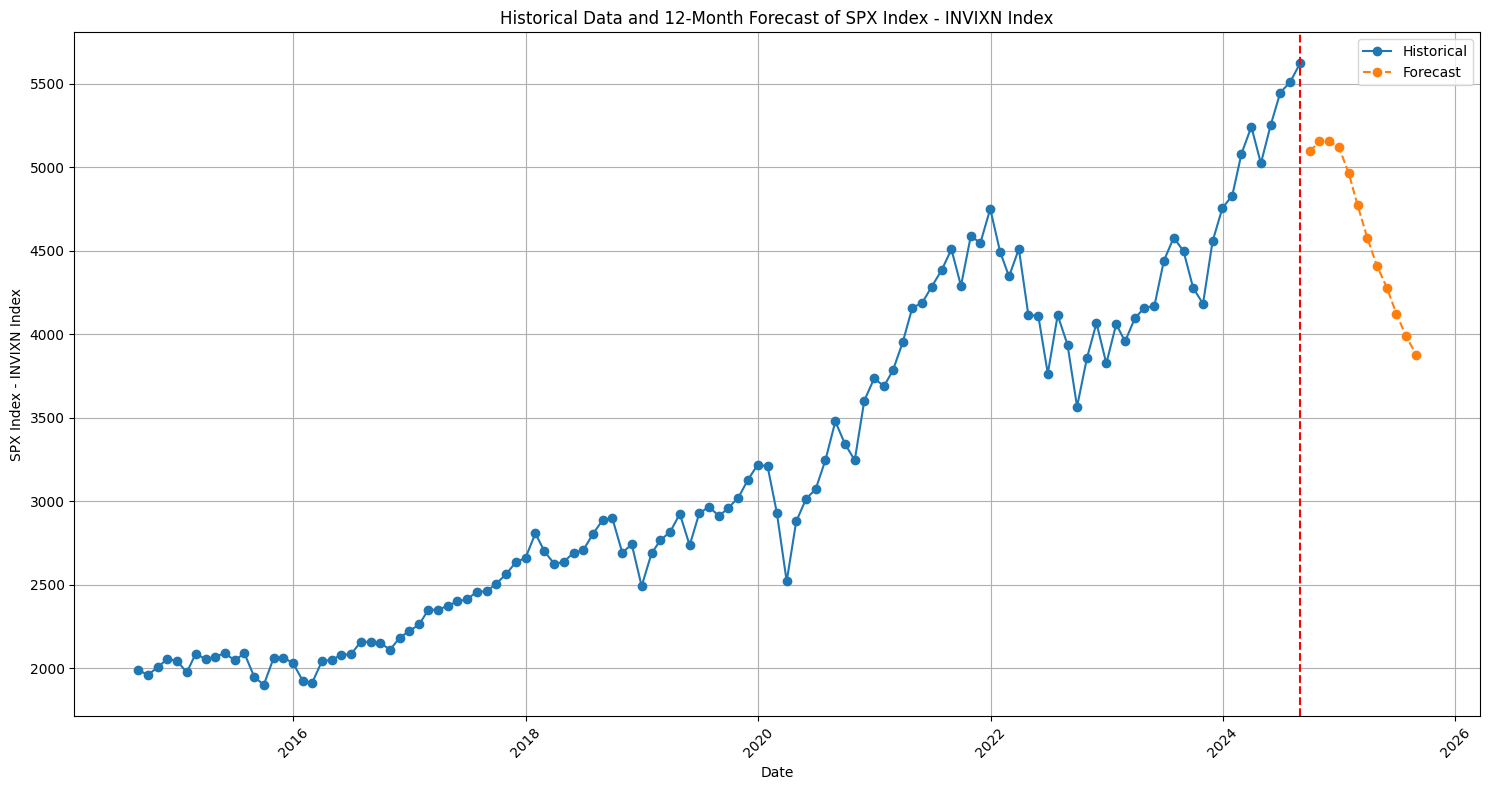 Historical Data and 12-Month Forecast of SPX Index - INVIXN Index
Historical
Forecast
SPX Index - INVIXN Index
5500
5000
4500
4000
3500
3000
2500
2000
2016
2018
2020
2022
2024
2026
Date